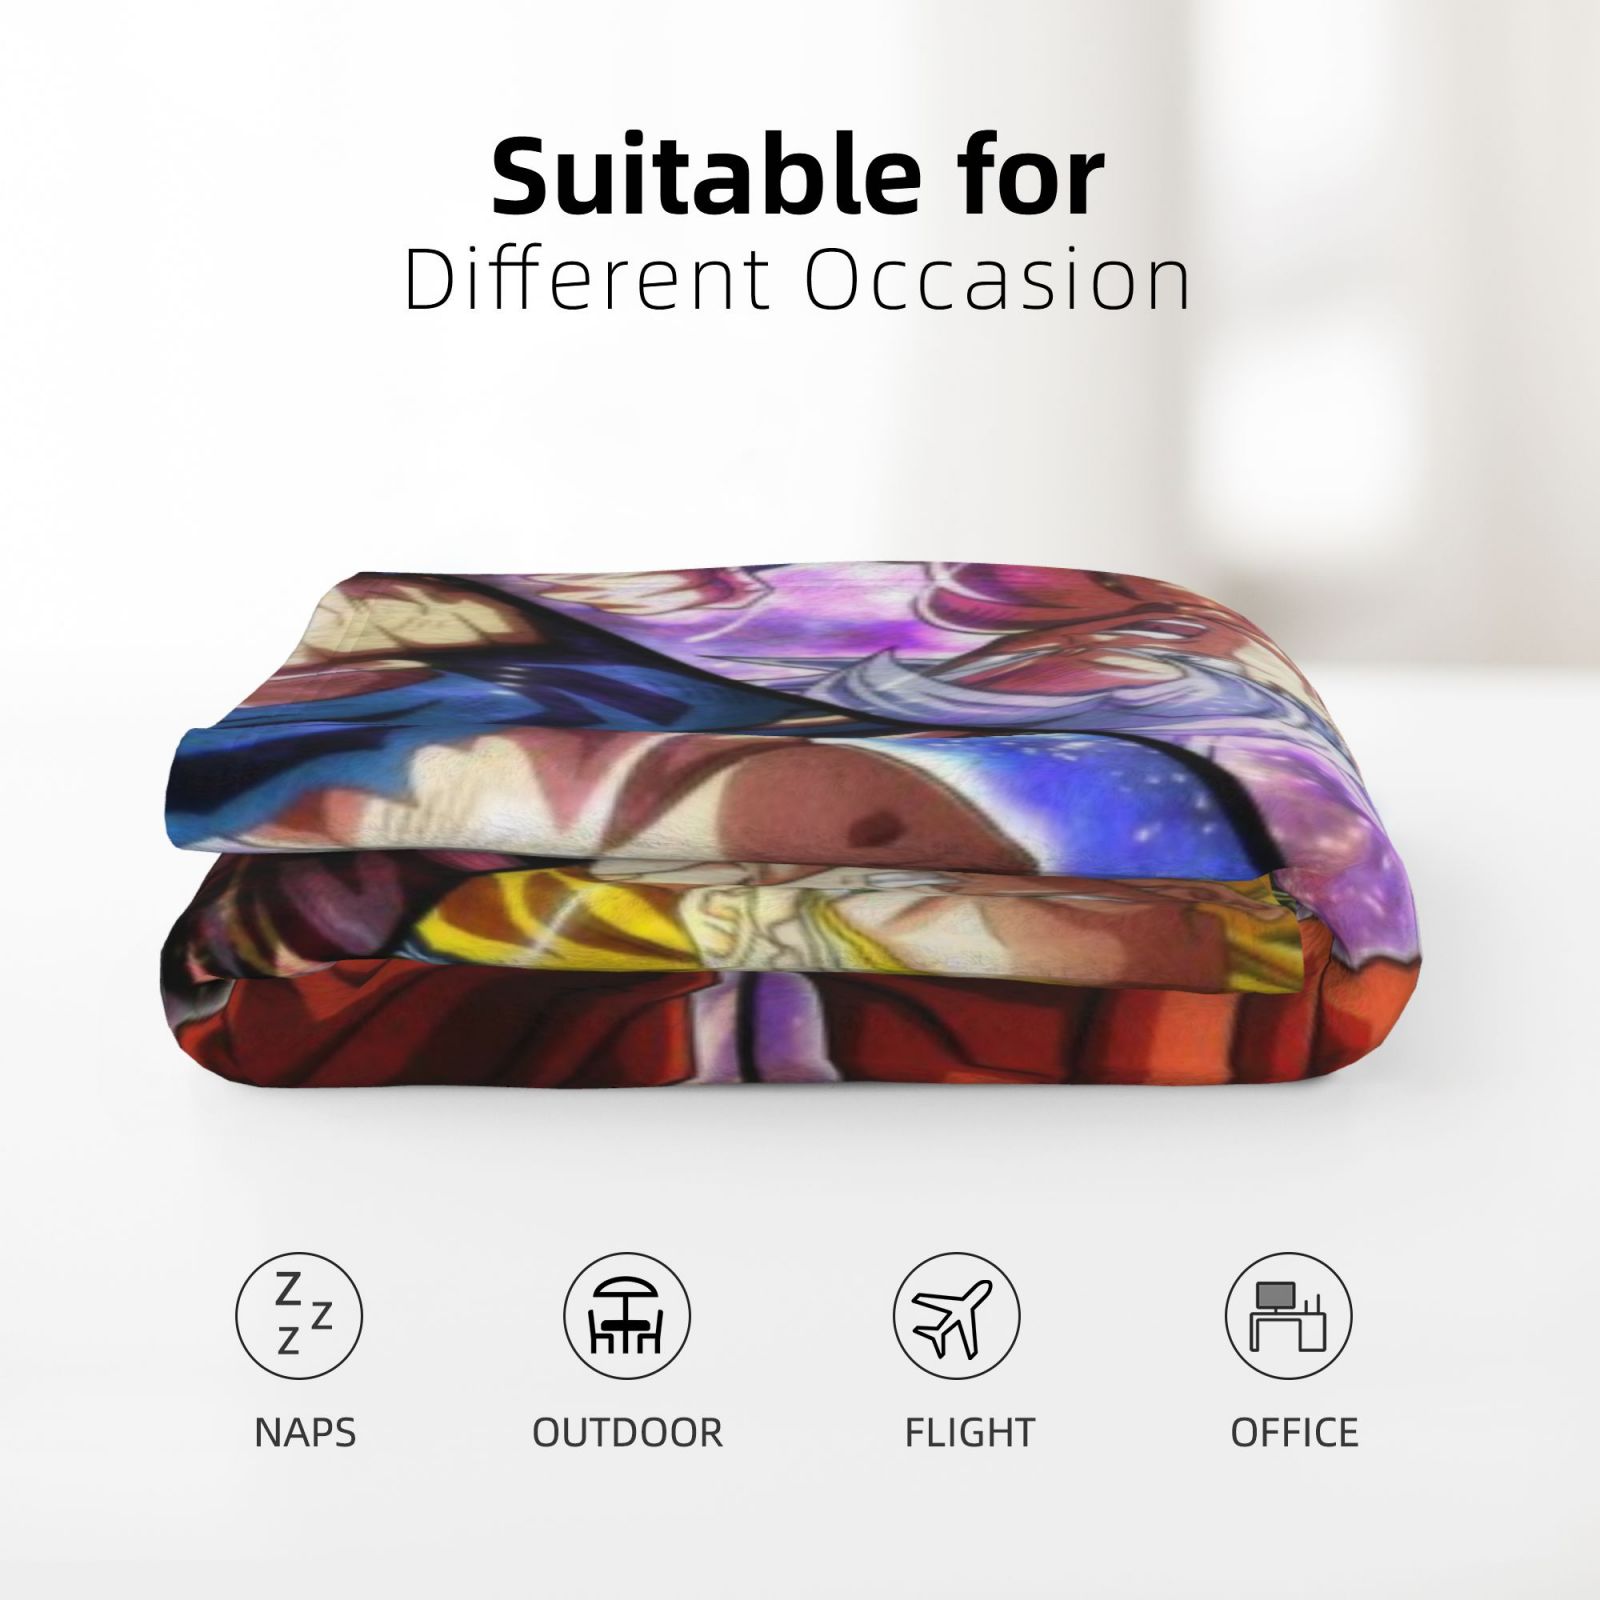 Suitable for
Different Occasion
Z
Z
Z
NAPS
OUTDOOR
FLIGHT
OFFICE